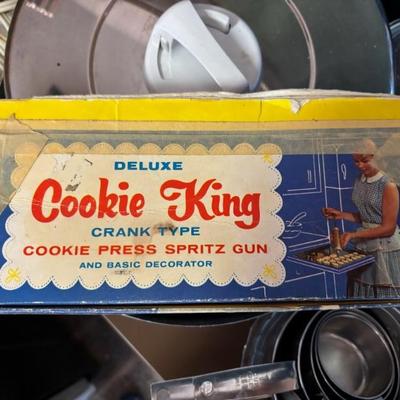 DELUXE
Cookie King
CRANK TYPE
COOKIE PRESS SPRITZ GUN
AND BASIC DECORATOR